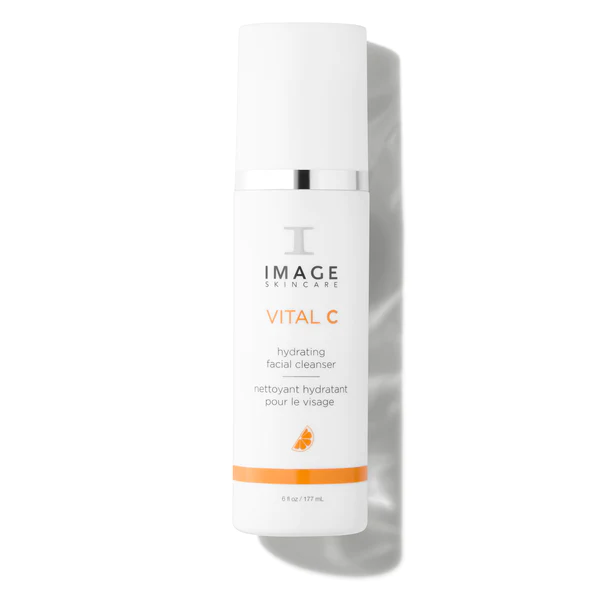 I
IMAGE
SKINCARE
VITAL C
hydrating
facial cleanser
nettoyant hydratant
pour le visage
6 fl oz / 177 mL